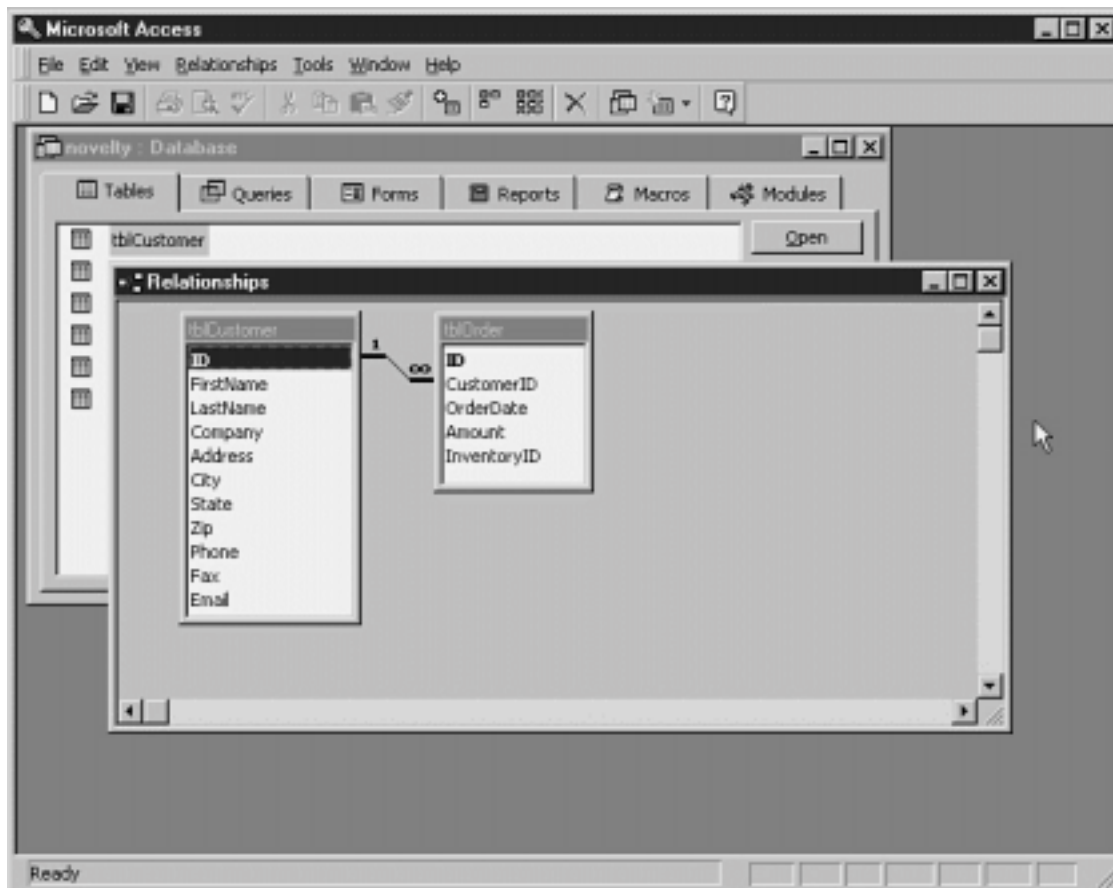 Microsoft Access
File Edit View Relationships Tools Window Help
novelty : Database
Tables Queries Forms Reports Macros Modules
tblCustomer
Open
Relationships
tblCustomer
ID
FirstName
LastName
Company
Address
City
State
Zip
Phone
Fax
Email
1
∞
tblOrder
ID
CustomerID
OrderDate
Amount
InventoryID
Ready